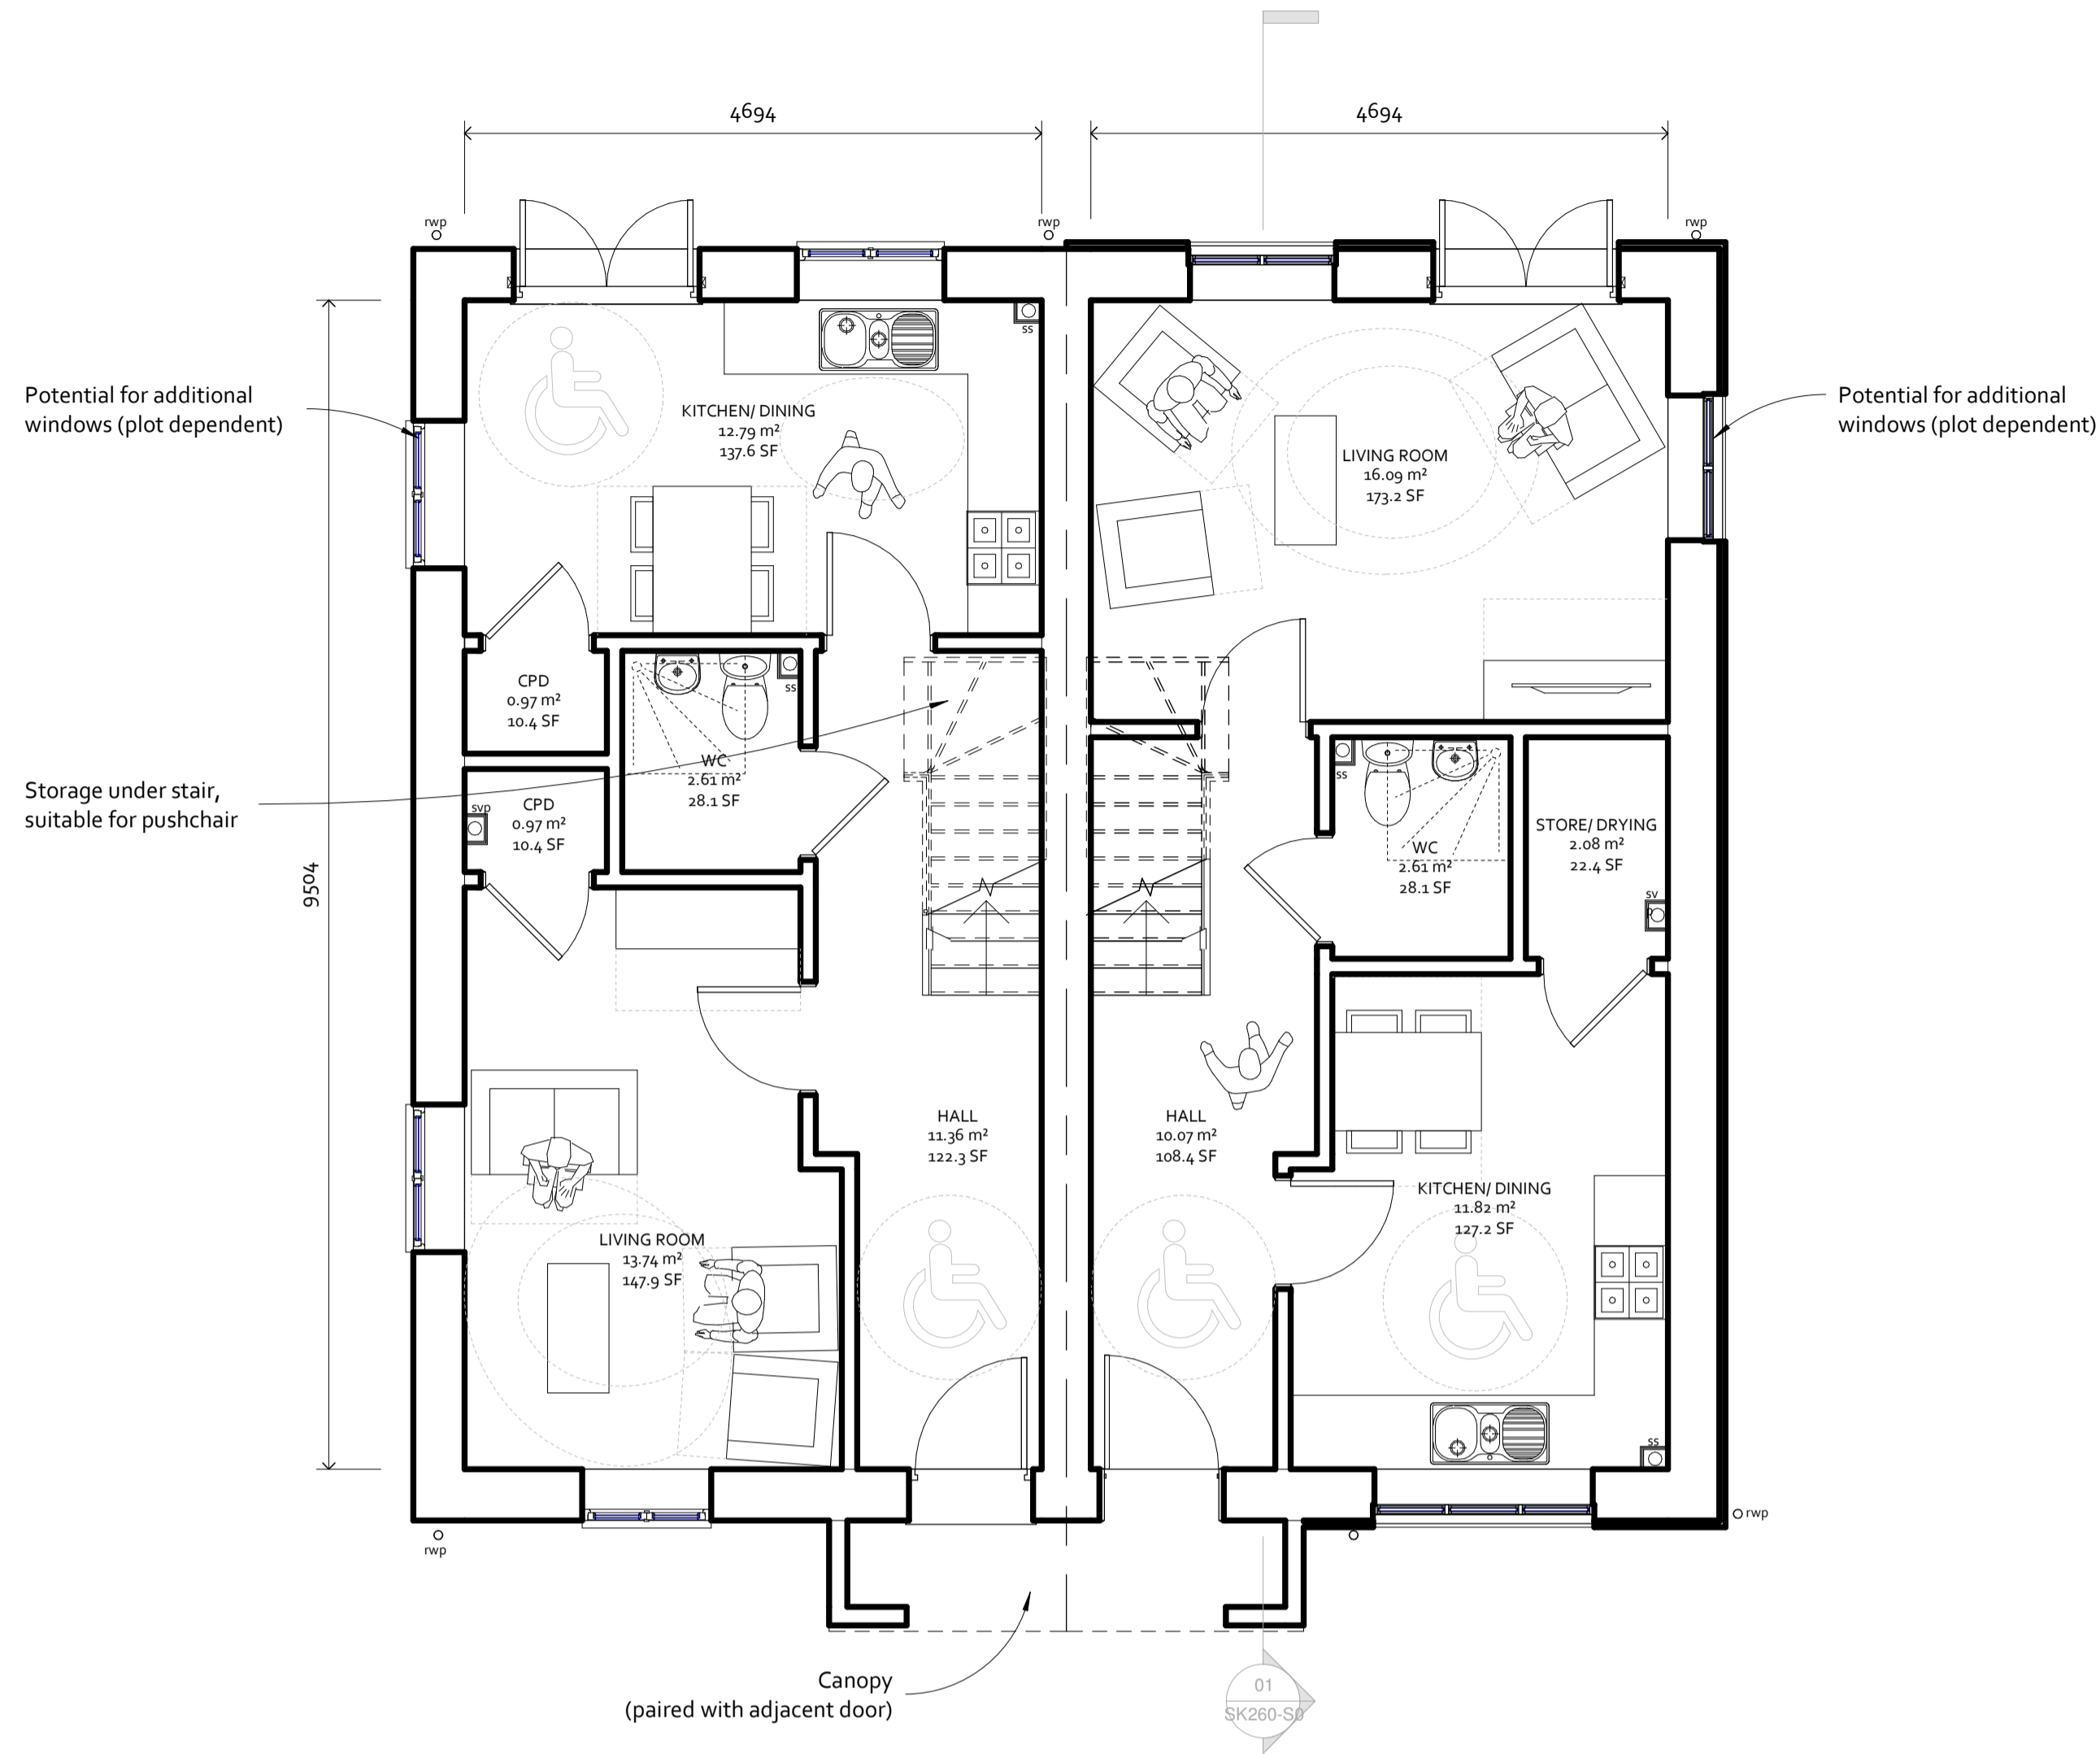 4694
4694
rwp
rwp
rwp
ss
Potential for additional
windows (plot dependent)
KITCHEN/ DINING
12.79 m²
137.6 SF
LIVING ROOM
16.09 m²
173.2 SF
Potential for additional
windows (plot dependent)
CPD
0.97 m²
10.4 SF
ss
WC
2.61 m²
28.1 SF
ss
Storage under stair,
suitable for pushchair
svp
CPD
0.97 m²
10.4 SF
WC
2.61 m²
28.1 SF
STORE/ DRYING
2.08 m²
22.4 SF
sv
9504
HALL
11.36 m²
122.3 SF
HALL
10.07 m²
108.4 SF
KITCHEN/ DINING
11.82 m²
127.2 SF
LIVING ROOM
13.74 m²
147.9 SF
ss
rwp
rwp
Canopy
(paired with adjacent door)
01
SK260-S0